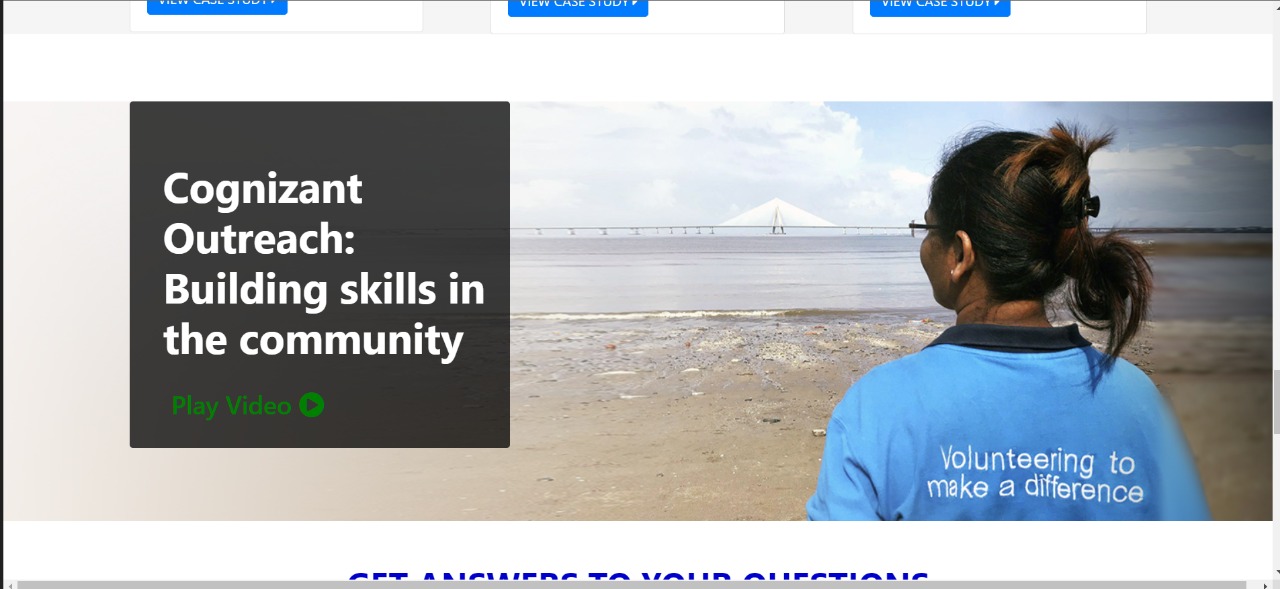 VIEW CASE STUDY
VIEW CASE STUDY
VIEW CASE STUDY
Cognizant
Outreach:
Building skills in
the community
Play Video
Volunteering to
make a difference
GET ANSWERS TO YOUR QUESTIONS